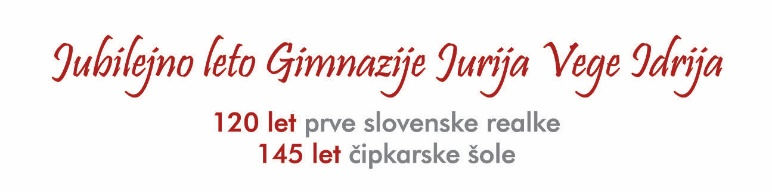 Jubilejno leto Gimnazije Jurija Vege Idrija
120 let prve slovenske realke
145 let čipkarske šole